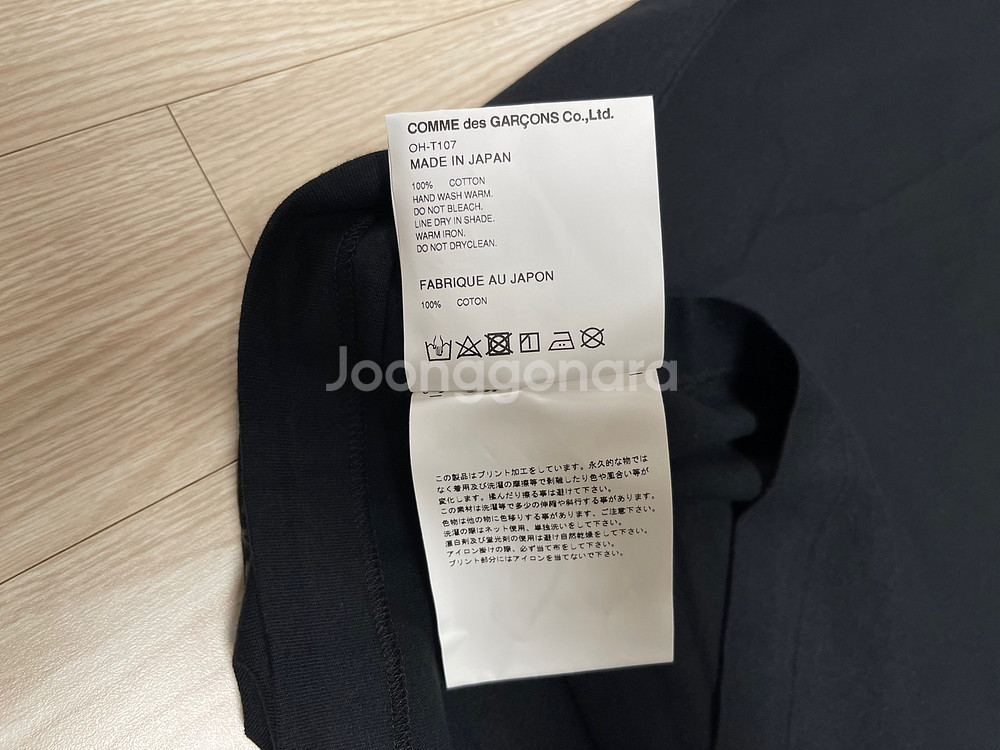 COMME des GARÇONS Co.,Ltd.
OH-T107
MADE IN JAPAN
100% COTTON
HAND WASH WARM.
DO NOT BLEACH.
LINE DRY IN SHADE.
WARM IRON.
DO NOT DRYCLEAN.
FABRIQUE AU JAPON
100% COTON
Joonggonara
この製品はプリント加工をしています。永久的な物では
なく着用及び洗濯の摩擦等で剥離したり色や風合い等が
変化します。揉んだり擦る事は避けて下さい。
この素材は洗濯等で多少の伸縮や斜行する事があります。
色物は他の物に色移りする事があります、ご注意下さい。
洗濯の際はネット使用、単独洗いをして下さい。
漂白剤及び蛍光剤の使用は避け自然乾燥をして下さい。
アイロン掛けの際、必ず当て布をして下さい。
プリント部分にはアイロンを当てないで下さい。